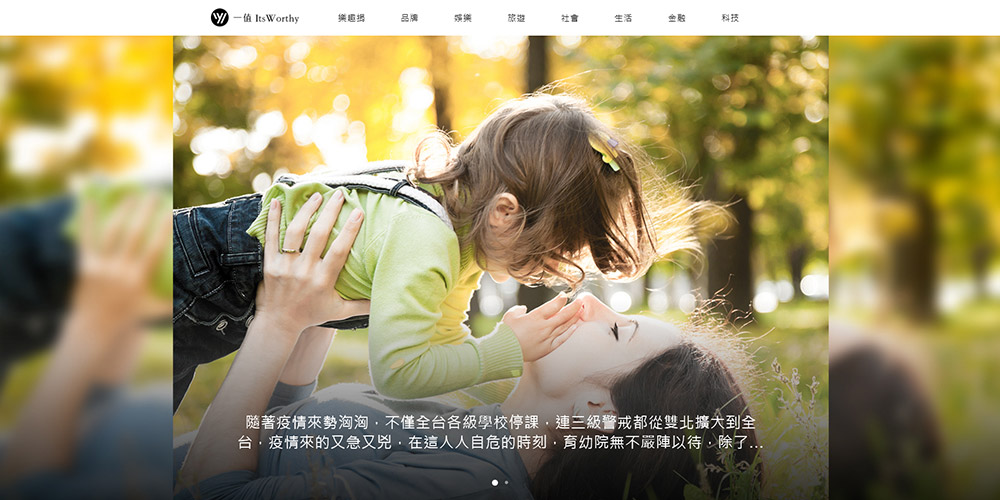 一值 ItsWorthy 樂趣搗 品牌 娛樂 旅遊 社會 生活 金融 科技
隨著疫情來勢洶洶，不僅全台各級學校停課，連三級警戒都從雙北擴大到全
台，疫情來的又急又兇，在這人人自危的時刻，育幼院無不嚴陣以待，除了...